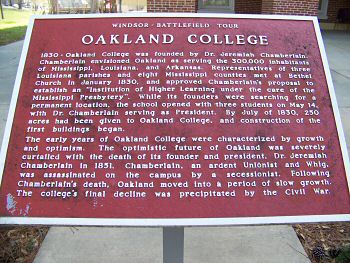 WINDSOR - BATTLEFIELD TOUR
OAKLAND COLLEGE
1830 - Oakland College was founded by Dr. Jeremiah Chamberlain.
Chamberlain envisioned Oakland as serving the 300,000 inhabitants
of Mississippi, Louisiana, and Arkansas. Representatives of three
Louisiana parishes and eight Mississippi counties met at Bethel
Church in January 1830, and approved Chamberlain's proposal to
establish an "Institution of Higher Learning under the care of the
Mississippi Presbytery". While its founders were searching for a
permanent location, the school opened with three students on May 14,
with Dr. Chamberlain serving as President. By July of 1830, 250
acres had been given to Oakland College, and construction of the
first buildings began.
The early years of Oakland College were characterized by growth
and optimism. The optimistic future of Oakland was severely
curtailed with the death of its founder and president, Dr. Jeremiah
Chamberlain in 1851. Chamberlain, an ardent Unionist and Whig,
was assassinated on the campus by a secessionist. Following
Chamberlain's death, Oakland moved into a period of slow growth.
The college's final decline was precipitated by the Civil War.